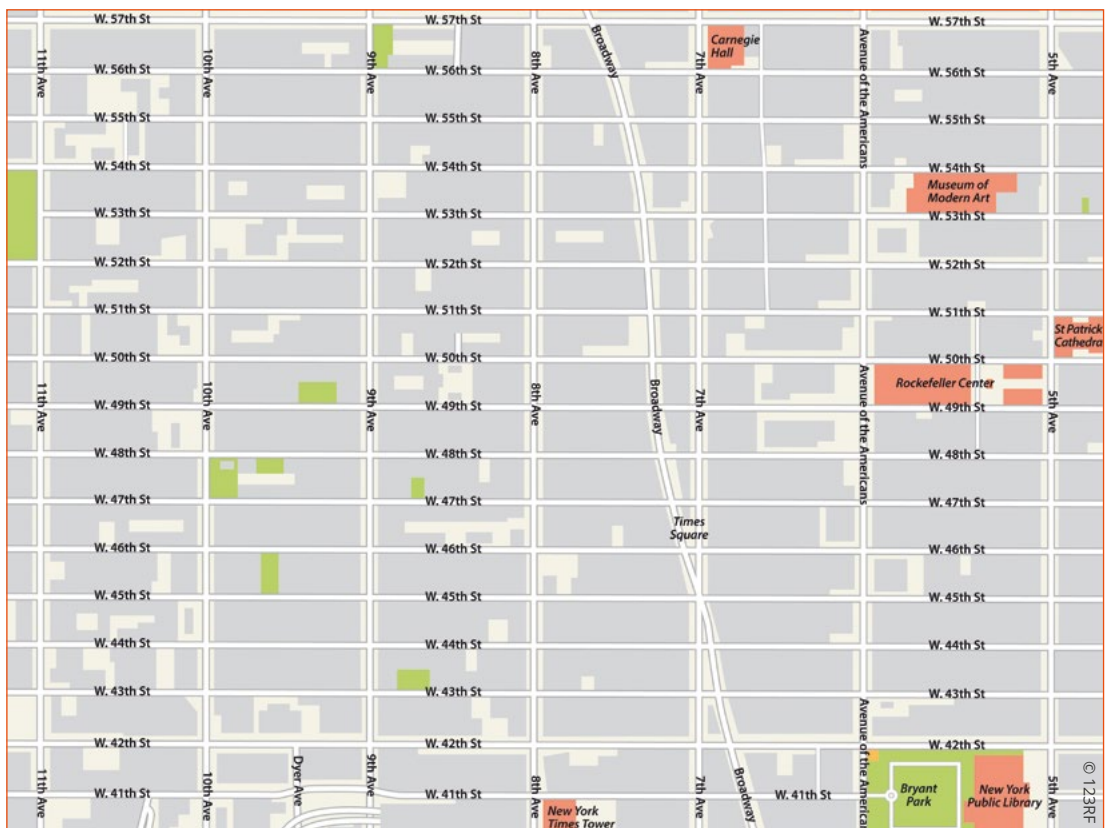 W. 57th St
W. 57th St
W. 57th St
11th Ave
10th Ave
9th Ave
8th Ave
Broadway
7th Ave
Carnegie
Hall
Avenue of the Americans
5th Ave
W. 56th St
W. 56th St
W. 56th St
W. 55th St
W. 55th St
W. 55th St
W. 54th St
W. 54th St
W. 54th St
Museum of
Modern Art
W. 53th St
W. 53th St
W. 53th St
W. 52th St
W. 52th St
W. 52th St
W. 51th St
W. 51th St
W. 51th St
St Patrick
Cathedra
W. 50th St
W. 50th St
W. 50th St
11th Ave
10th Ave
9th Ave
8th Ave
Broadway
7th Ave
Avenue of the Americans
Rockefeller Center
5th Ave
W. 49th St
W. 49th St
W. 49th St
W. 48th St
W. 48th St
W. 48th St
W. 47th St
W. 47th St
W. 47th St
Times
Square
W. 46th St
W. 46th St
W. 46th St
W. 45th St
W. 45th St
W. 45th St
W. 44th St
W. 44th St
W. 44th St
W. 43th St
W. 43th St
W. 43th St
W. 42th St
W. 42th St
W. 42th St
11th Ave
10th Ave
Dyer Ave
9th Ave
8th Ave
7th Ave
Broadway
Avenue of the American
Bryant
Park
New York
Public Library
5th Ave
© 123RF
W. 41th St
W. 41th St
W. 41th St
New York
Times Tower